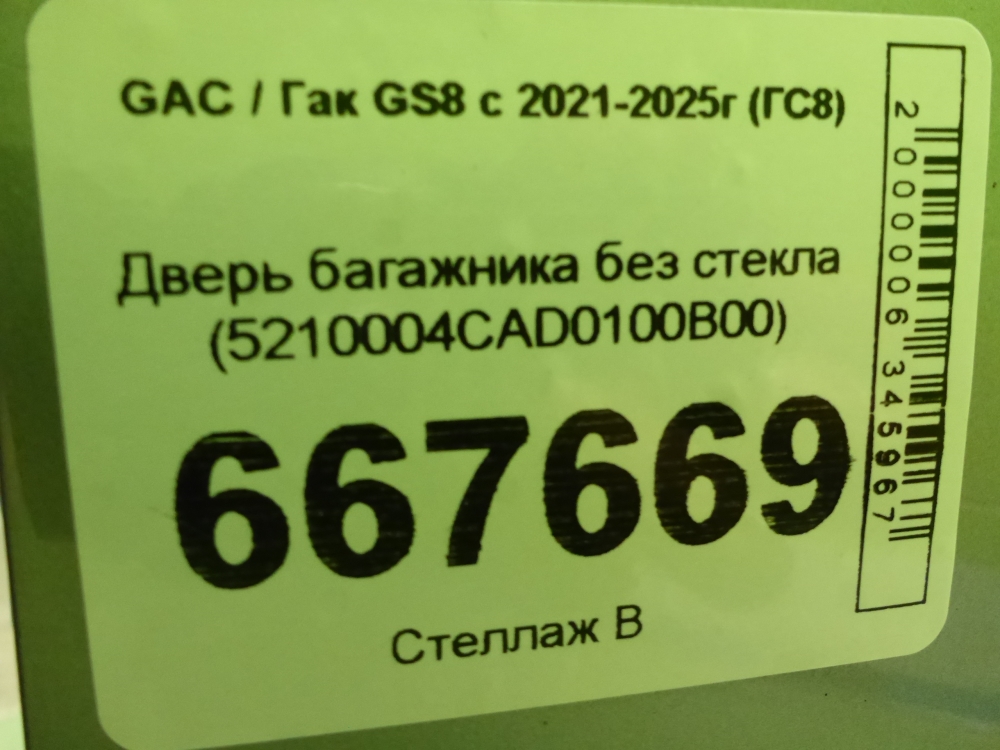 GAC / Гак GS8 с 2021-2025г (ГС8)
Дверь багажника без стекла
(5210004CAD0100B00)
667669
Стеллаж В
2000006345967